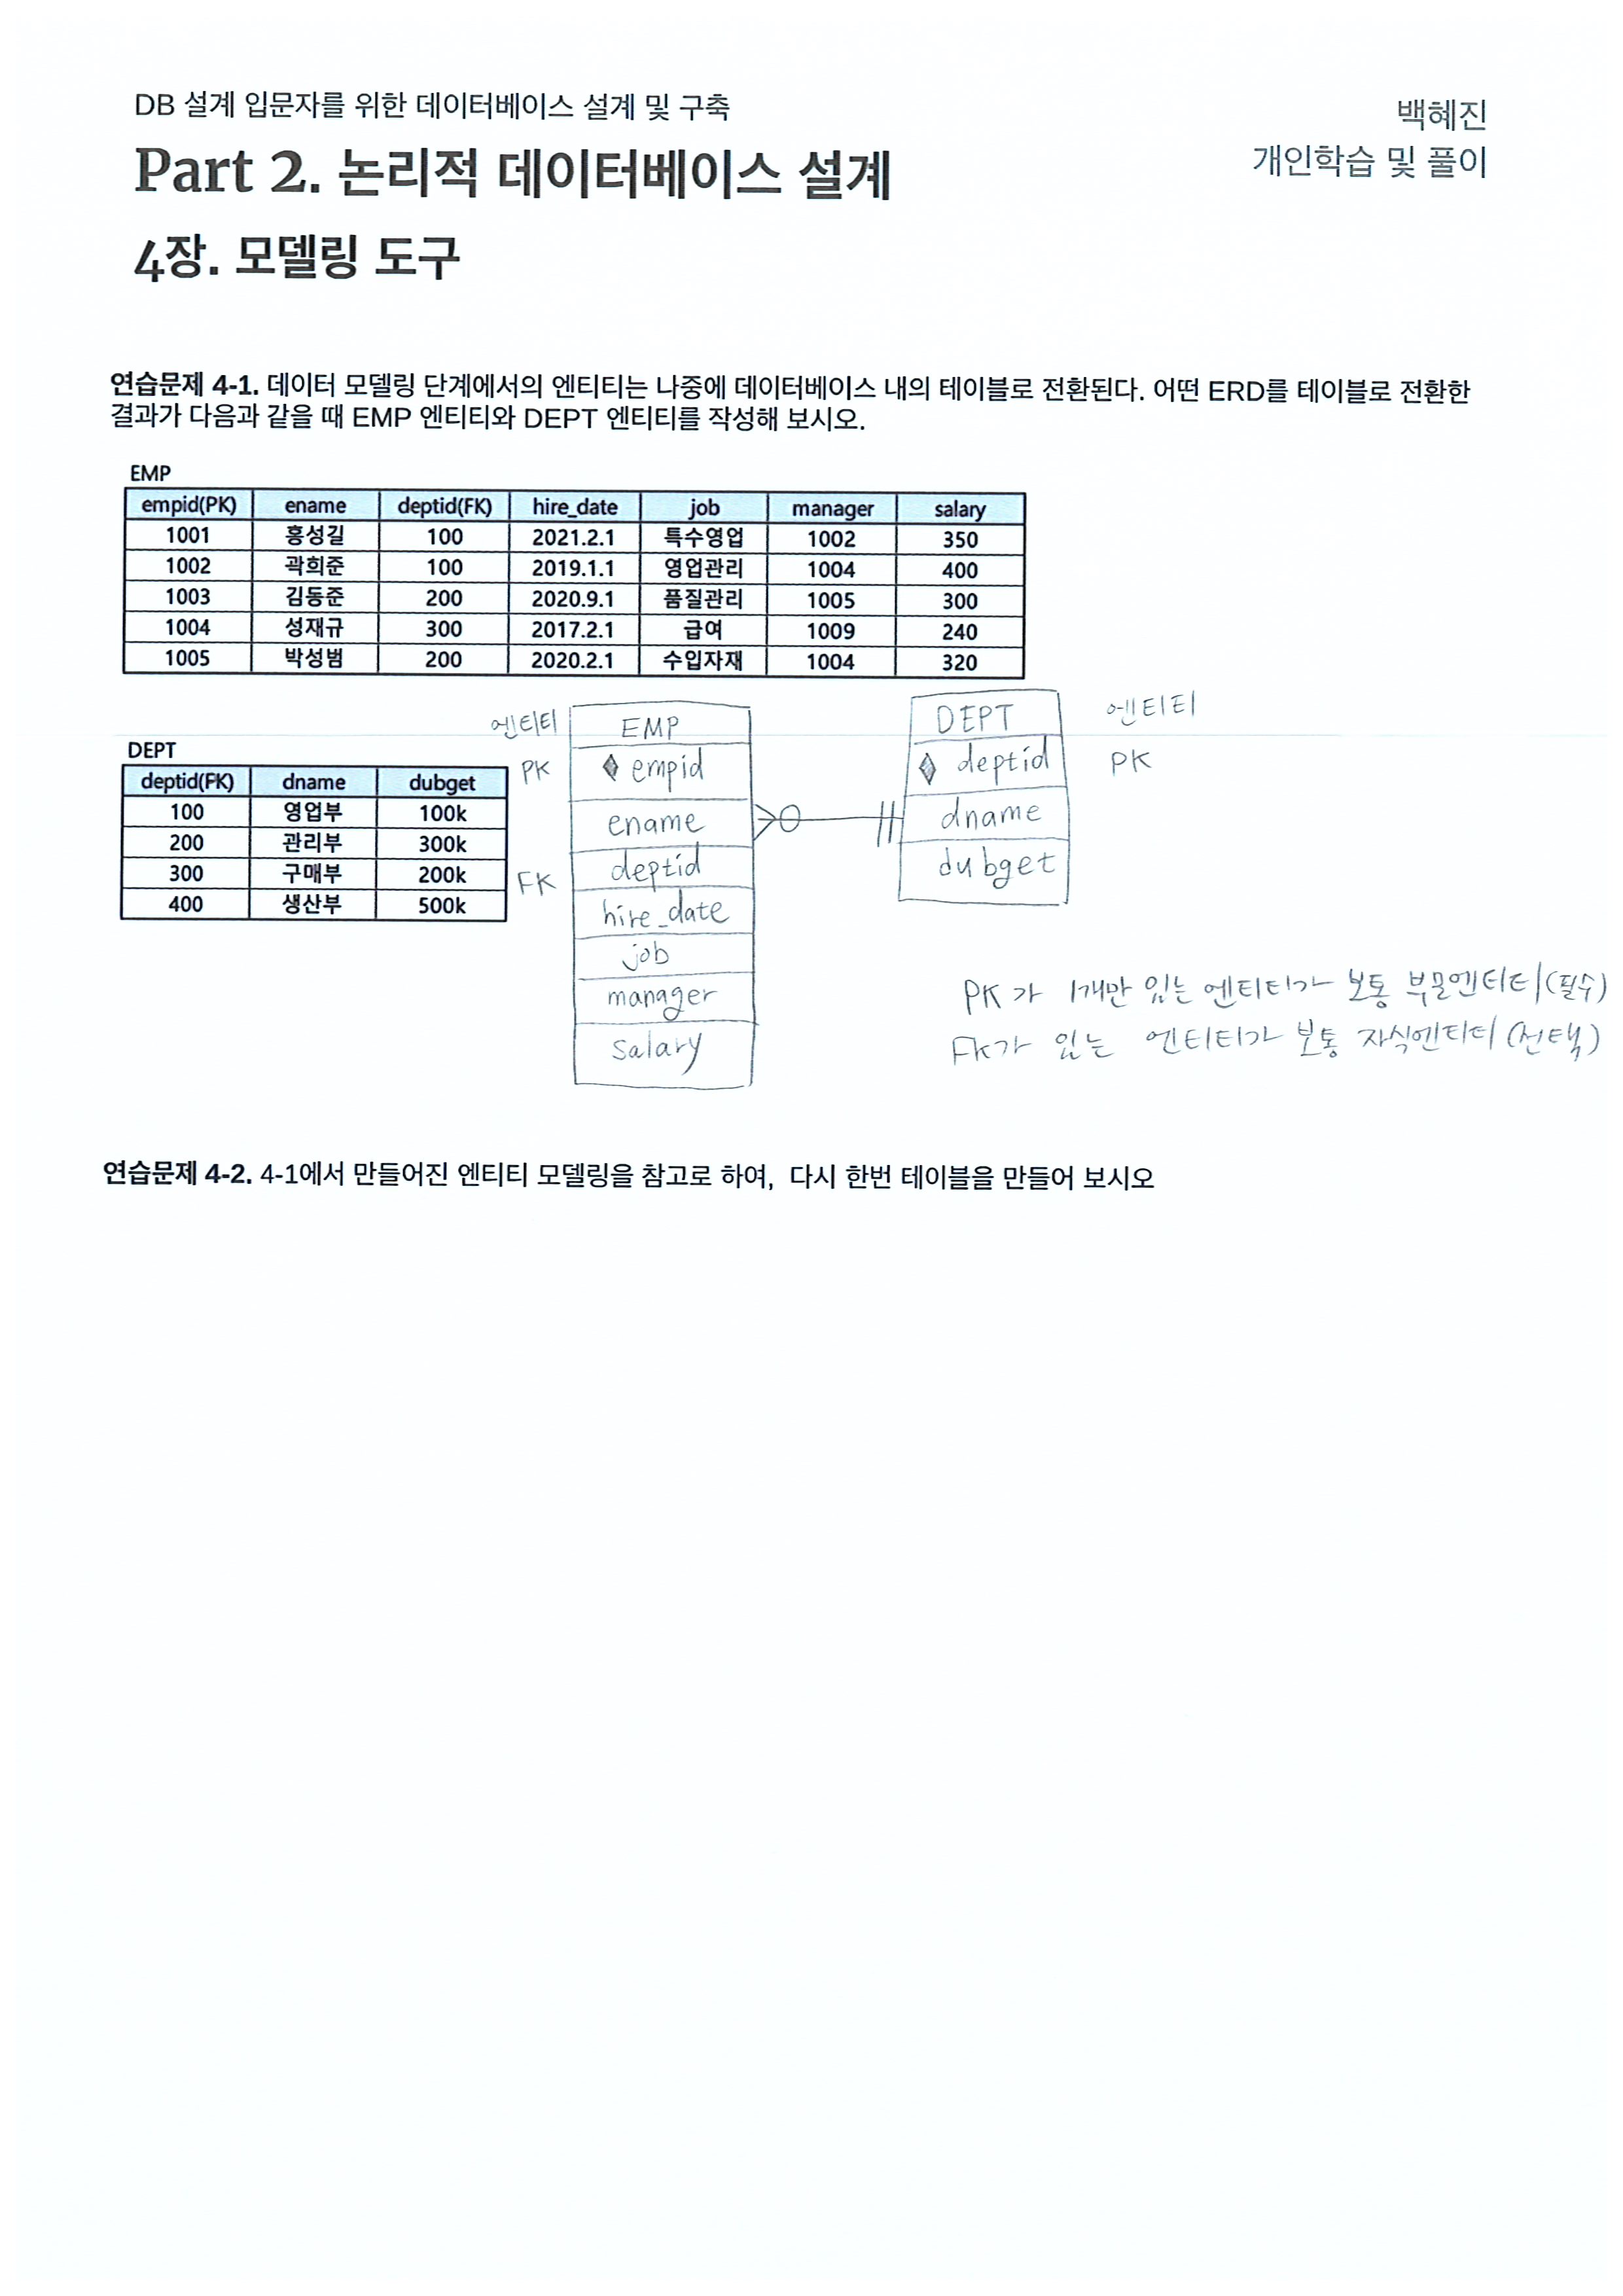 DB 설계 입문자를 위한 데이터베이스 설계 및 구축
백혜진
Part 2. 논리적 데이터베이스 설계
개인학습 및 풀이
4장. 모델링 도구
연습문제 4-1. 데이터 모델링 단계에서의 엔티티는 나중에 데이터베이스 내의 테이블로 전환된다. 어떤 ERD를 테이블로 전환한
결과가 다음과 같을 때 EMP 엔티티와 DEPT 엔티티를 작성해 보시오.
EMP
empid(PK) ename deptid(FK) hire_date job manager salary
1001 홍성길 100 2021.2.1 특수영업 1002 350
1002 곽희준 100 2019.1.1 영업관리 1004 400
1003 김동준 200 2020.9.1 품질관리 1005 300
1004 성재규 300 2017.2.1 급여 1009 240
1005 박성범 200 2020.2.1 수입자재 1004 320
DEPT
deptid(PK) dname dubget
100 영업부 100k
200 관리부 300k
300 구매부 200k
400 생산부 500k
엔티티 EMP
PK empid
ename
FK deptid
hire_date
job
manager
salary
DEPT 엔티티
deptid PK
dname
dubget
PK가 1개만 있는 엔티티가 보통 부모엔티티(필수)
FK가 있는 엔티티가 보통 자식엔티티(선택)
연습문제 4-2. 4-1에서 만들어진 엔티티 모델링을 참고로 하여, 다시 한번 테이블을 만들어 보시오